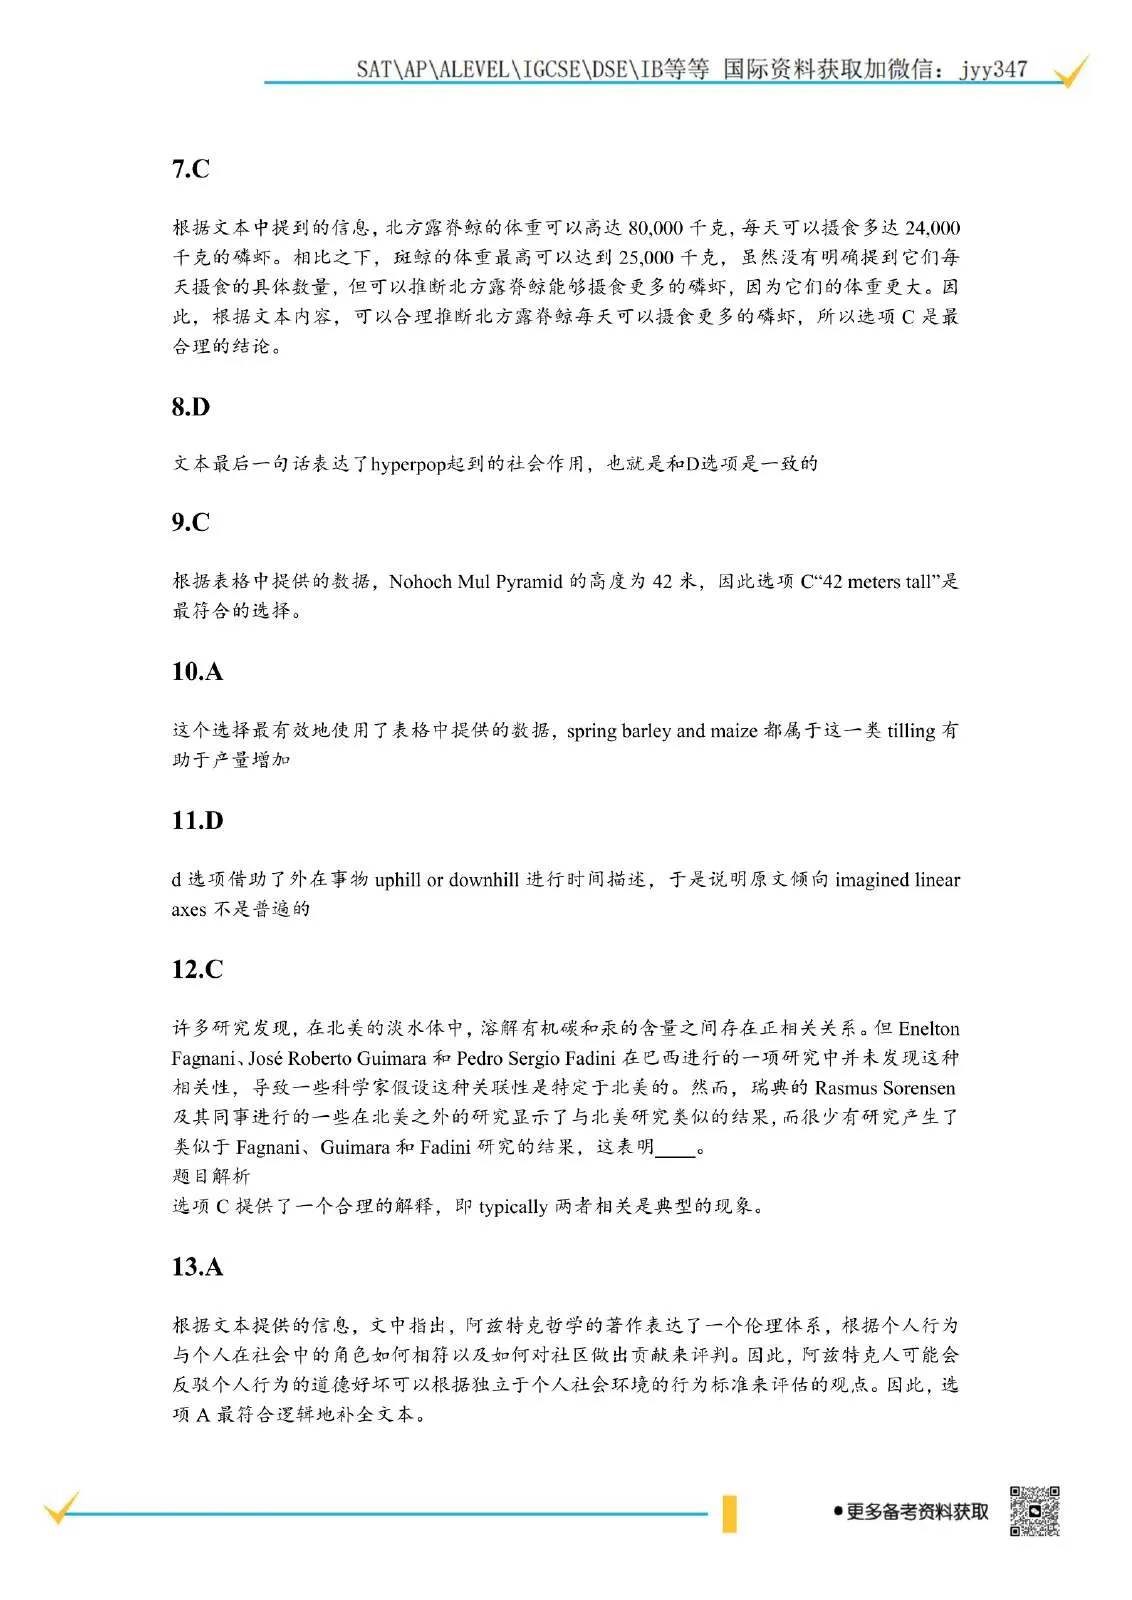 SAT\AP\ALEVEL\IGCSE\DSE\IB等等 国际资料获取加微信：jyy347
7.C
根据文本中提到的信息，北方露脊鲸的体重可以高达 80,000 千克，每天可以摄食多达 24,000
千克的磷虾。相比之下，斑鲸的体重最高可以达到 25,000 千克，虽然没有明确提到它们每
天摄食的具体数量，但可以推断北方露脊鲸能够摄食更多的磷虾，因为它们的体重更大。因
此，根据文本内容，可以合理推断北方露脊鲸每天可以摄食更多的磷虾，所以选项 C 是最
合理的结论。
8.D
文本最后一句话表达了hyperpop起到的社会作用，也就是和D选项是一致的
9.C
根据表格中提供的数据，Nohoch Mul Pyramid 的高度为 42 米，因此选项 C“42 meters tall”是
最符合的选择。
10.A
这个选择最有效地使用了表格中提供的数据，spring barley and maize 都属于这一类 tilling 有
助于产量增加
11.D
d 选项借助了外在事物 uphill or downhill 进行时间描述，于是说明原文倾向 imagined linear
axes 不是普遍的
12.C
许多研究发现，在北美的淡水体中，溶解有机碳和汞的含量之间存在正相关关系。但 Enelton
Fagnani、José Roberto Guimara 和 Pedro Sergio Fadini 在巴西进行的一项研究中并未发现这种
相关性，导致一些科学家假设这种关联性是特定于北美的。然而，瑞典的 Rasmus Sorensen
及其同事进行的一些在北美之外的研究显示了与北美研究类似的结果，而很少有研究产生了
类似于 Fagnani、Guimara 和 Fadini 研究的结果，这表明____。
题目解析
选项 C 提供了一个合理的解释，即 typically 两者相关是典型的现象。
13.A
根据文本提供的信息，文中指出，阿兹特克哲学的著作表达了一个伦理体系，根据个人行为
与个人在社会中的角色如何相符以及如何对社区做出贡献来评判。因此，阿兹特克人可能会
反驳个人行为的道德好坏可以根据独立于个人社会环境的行为标准来评估的观点。因此，选
项 A 最符合逻辑地补全文本。
•更多备考资料获取